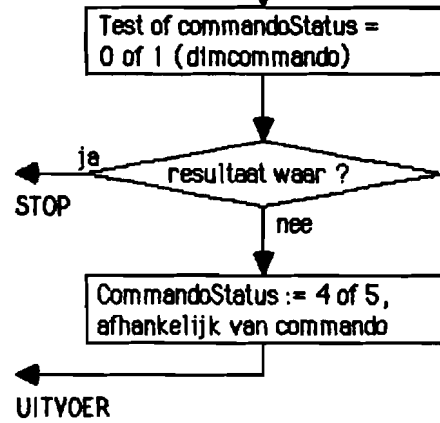 Test of commandoStatus =
0 of 1 (dimcommando)
ja
resultaat waar ?
STOP
nee
CommandoStatus := 4 of 5,
afhankelijk van commando
UITVOER